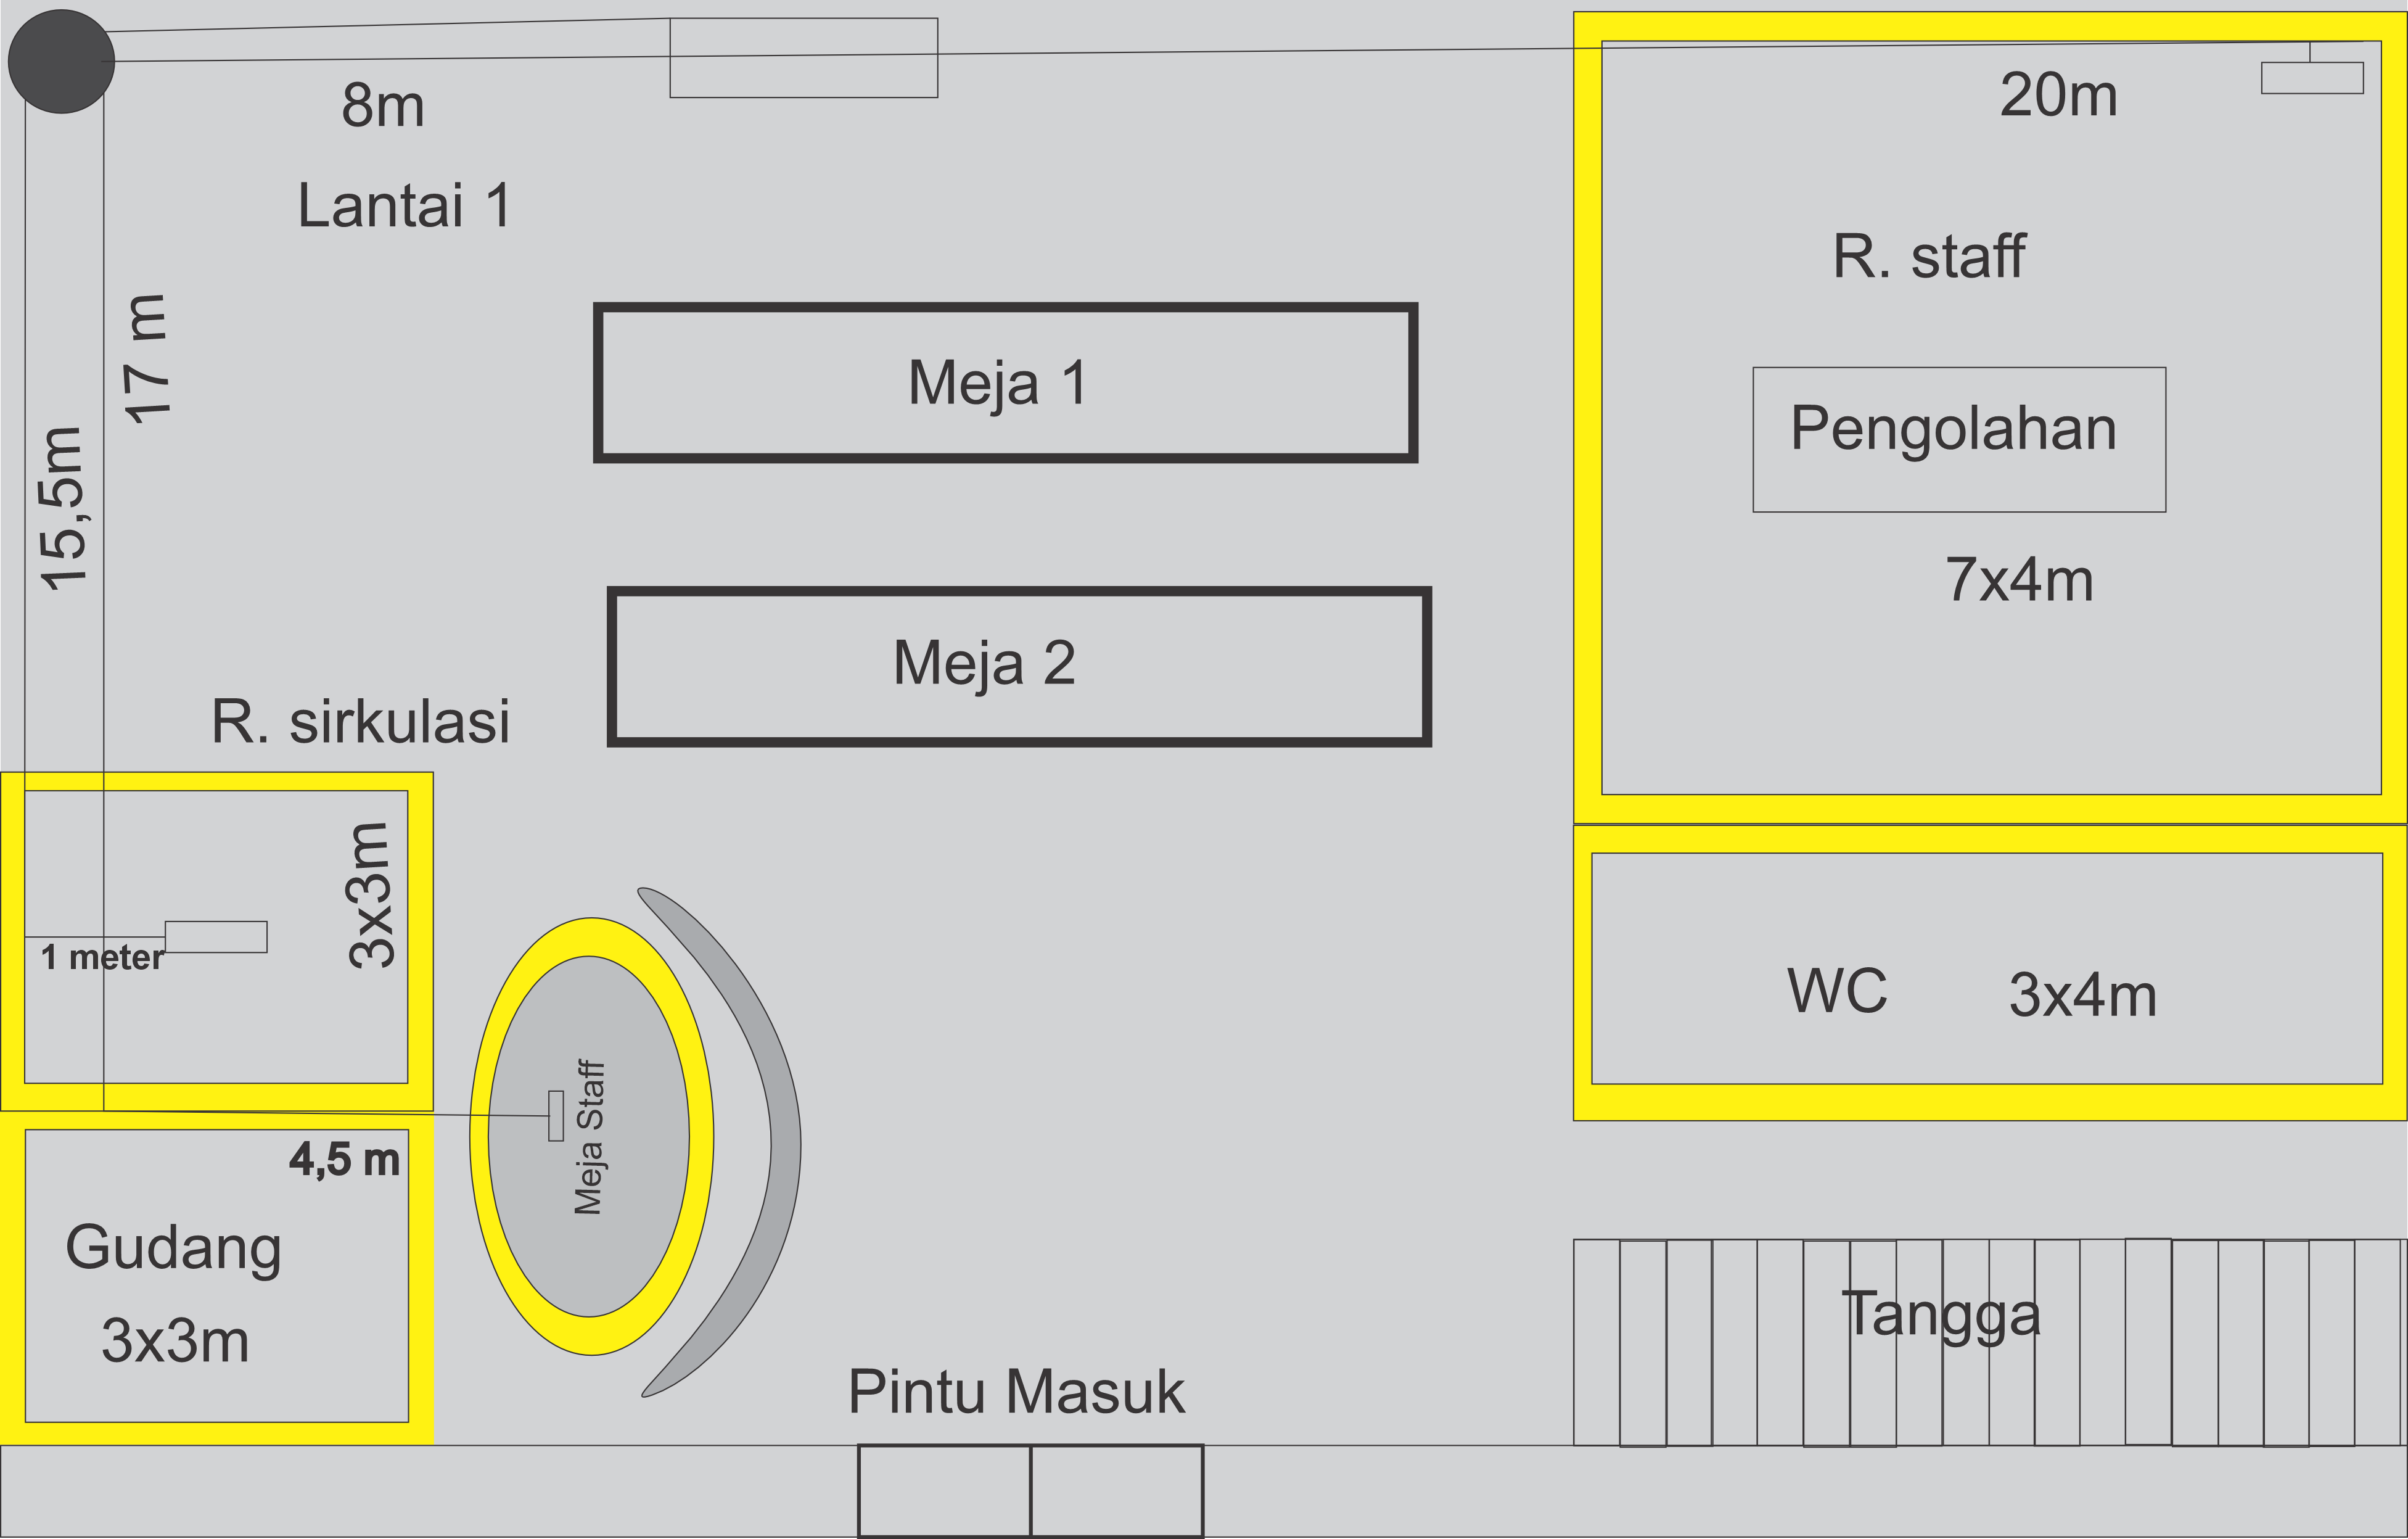 8m
20m
Lantai 1
R. staff
17 m
Meja 1
Pengolahan
15,5m
7x4m
Meja 2
R. sirkulasi
3x3m
1 meter
WC
3x4m
Meja Staff
4,5 m
Gudang
3x3m
Tangga
Pintu Masuk